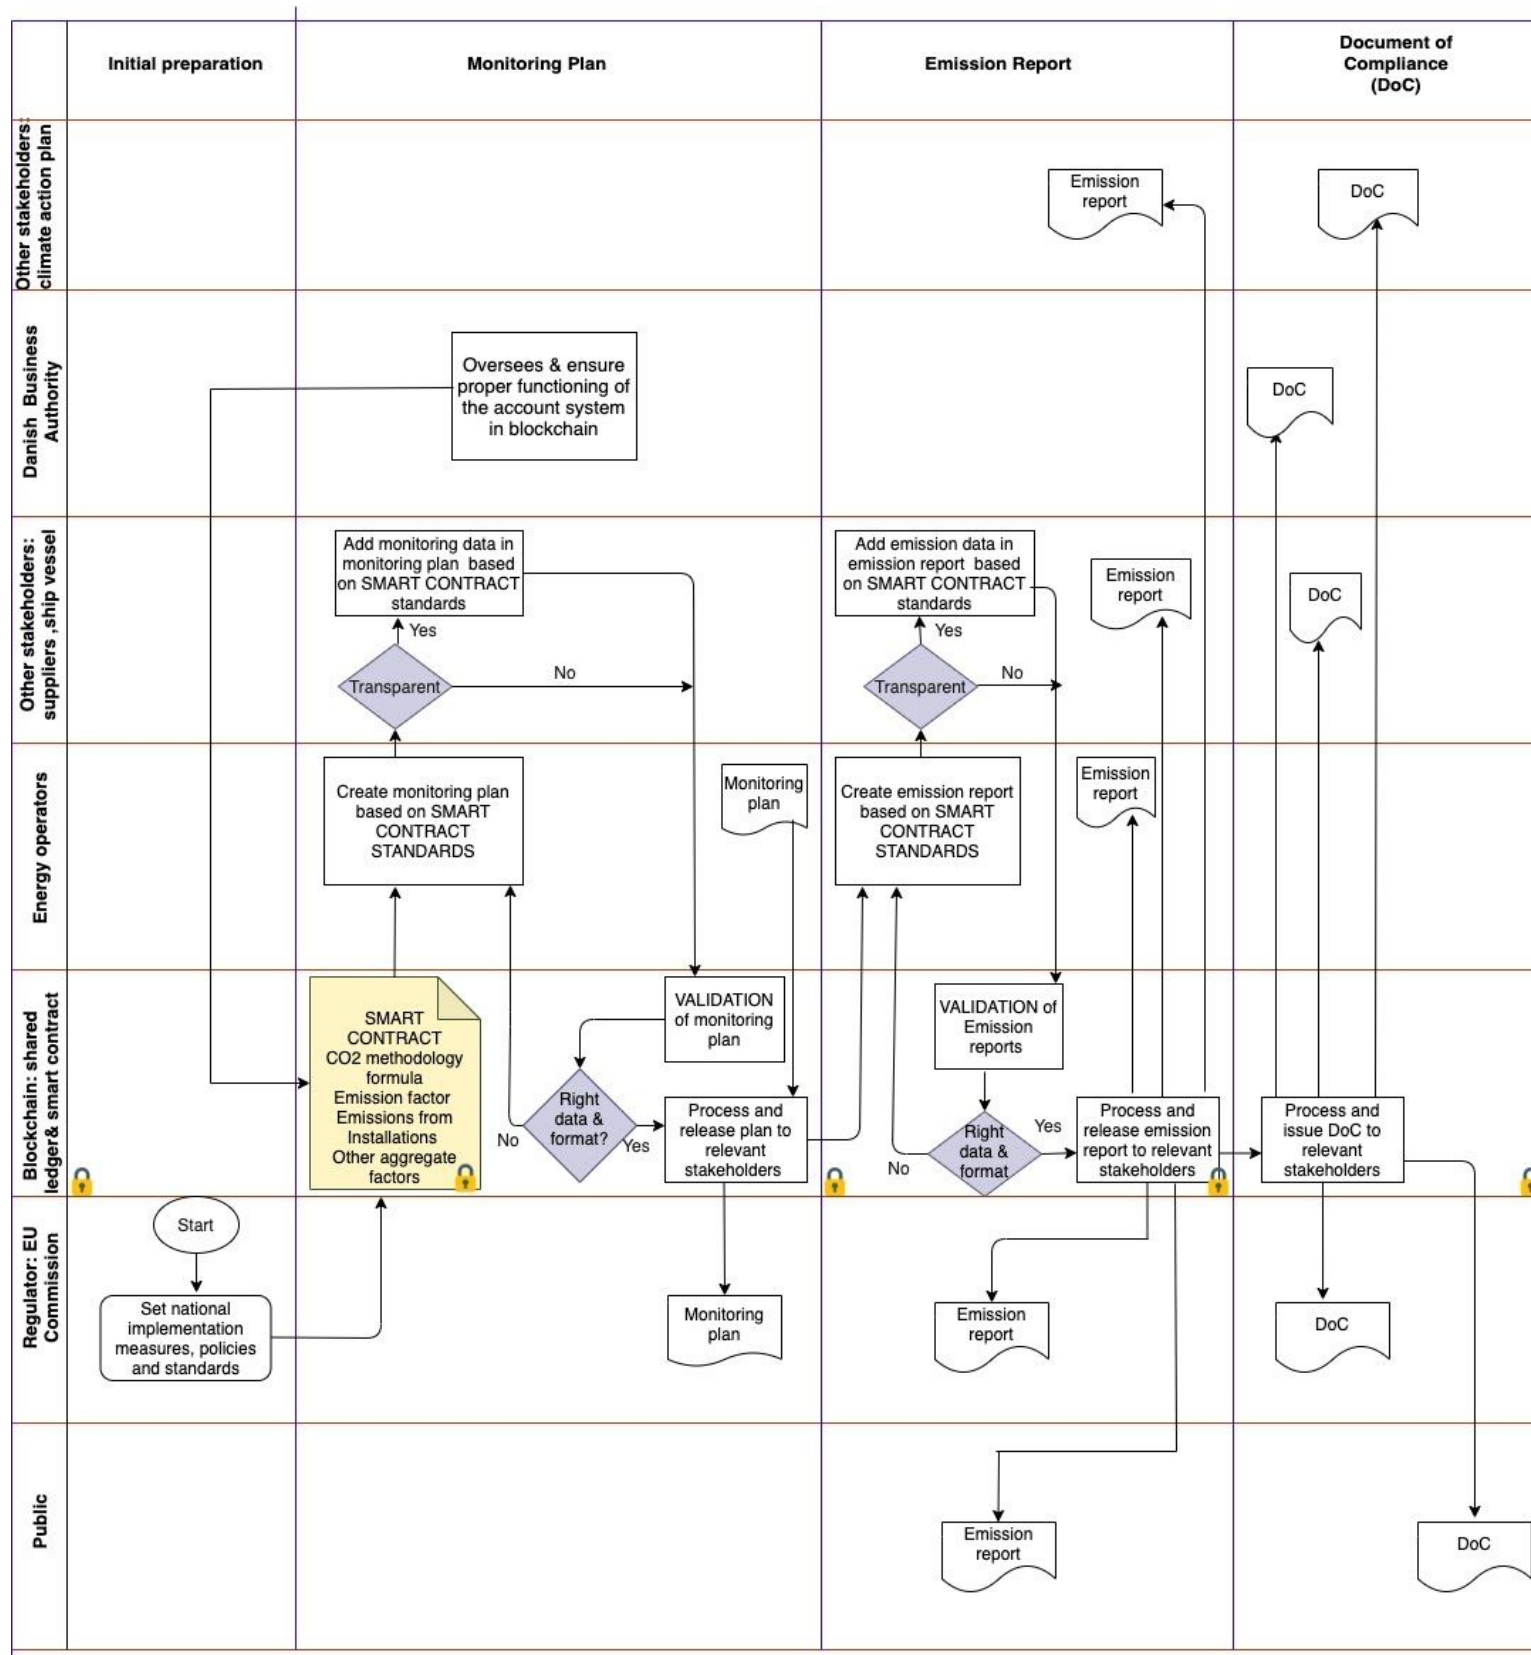 Initial preparation
Monitoring Plan
Emission Report
Document of
Compliance
(DoC)
Other stakeholders:
climate action plan
Emission
report
DoC
Danish Business
Authority
Oversees & ensure
proper functioning of
the account system
in blockchain
DoC
Other stakeholders:
suppliers ,ship vessel
Add monitoring data in
monitoring plan based
on SMART CONTRACT
standards
Yes
Transparent
No
Add emission data in
emission report based
on SMART CONTRACT
standards
Yes
Transparent
No
Emission
report
DoC
Energy operators
Create monitoring plan
based on SMART
CONTRACT
STANDARDS
Monitoring
plan
Create emission report
based on SMART
CONTRACT
STANDARDS
Emission
report
Blockchain: shared
ledger& smart contract
SMART
CONTRACT
CO2 methodology
formula
Emission factor
Emissions from
Installations
Other aggregate
factors
VALIDATION
of monitoring
plan
Right
data &
format?
No
Yes
Process and
release plan to
relevant
stakeholders
VALIDATION of
Emission
reports
Right
data &
format
No
Yes
Process and
release emission
report to relevant
stakeholders
Process and
issue DoC to
relevant
stakeholders
Regulator: EU
Commission
Start
Set national
implementation
measures, policies
and standards
Monitoring
plan
Emission
report
DoC
Public
Emission
report
DoC